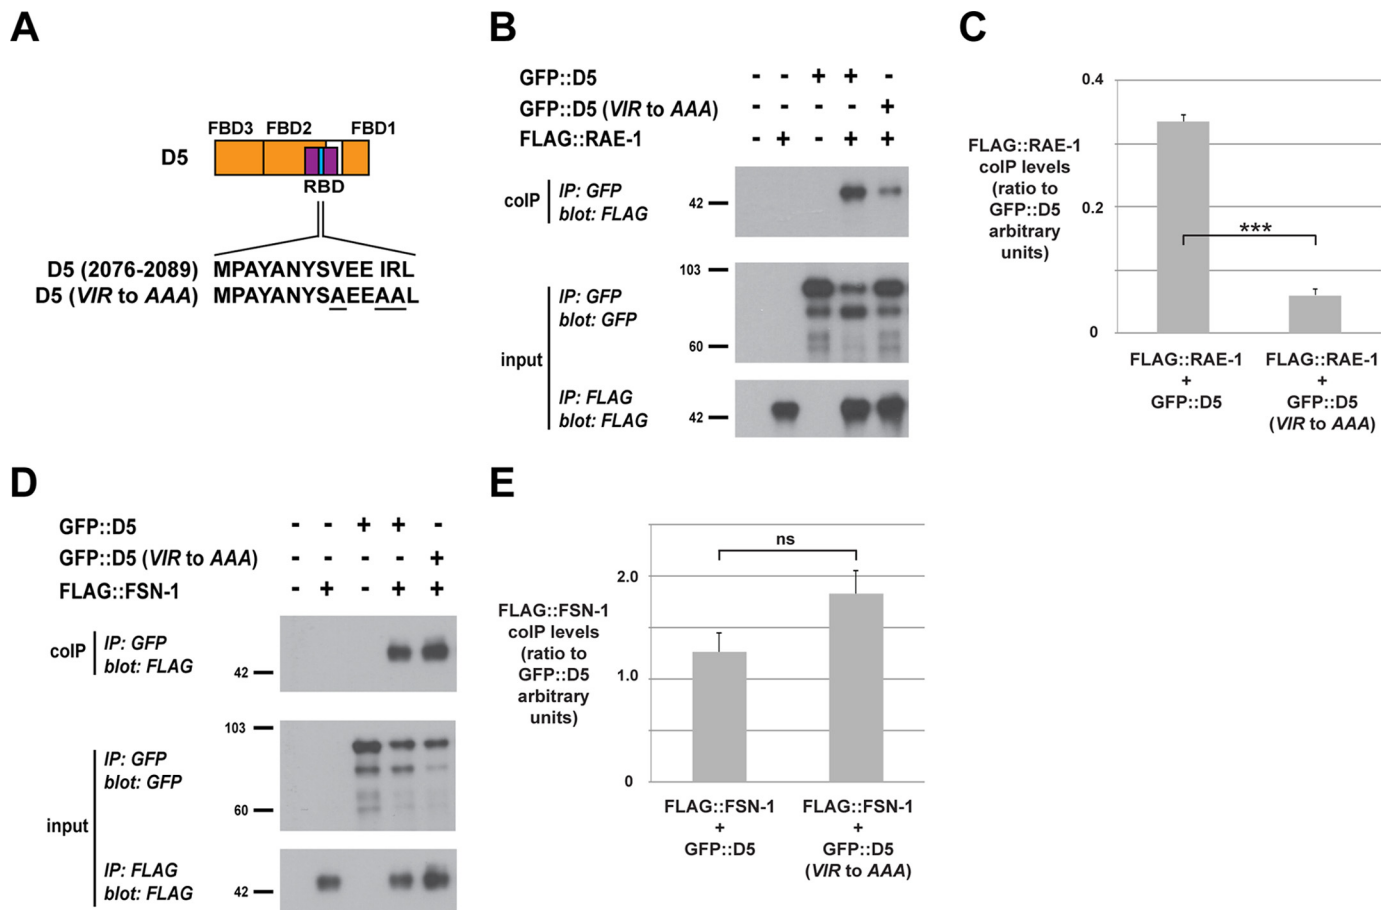 A
FBD3 FBD2 FBD1
D5
RBD
D5 (2076-2089) MPAYANYSVEE IRL
D5 (VIR to AAA) MPAYANYSAEEAAL
B
GFP::D5 - - + + -
GFP::D5 (VIR to AAA) - - - - +
FLAG::RAE-1 - + - + +
coIP
IP: GFP
blot: FLAG
42
input
103
IP: GFP
blot: GFP
60
IP: FLAG
blot: FLAG
42
C
FLAG::RAE-1
coIP levels
(ratio to
GFP::D5
arbitrary
units)
0.4
0.2
0
***
FLAG::RAE-1
+
GFP::D5
FLAG::RAE-1
+
GFP::D5
(VIR to AAA)
D
GFP::D5 - - + + -
GFP::D5 (VIR to AAA) - - - - +
FLAG::FSN-1 - + - + +
coIP
IP: GFP
blot: FLAG
42
input
103
IP: GFP
blot: GFP
60
IP: FLAG
blot: FLAG
42
E
FLAG::FSN-1
coIP levels
(ratio to
GFP::D5
arbitrary
units)
2.0
1.0
0
ns
FLAG::FSN-1
+
GFP::D5
FLAG::FSN-1
+
GFP::D5
(VIR to AAA)